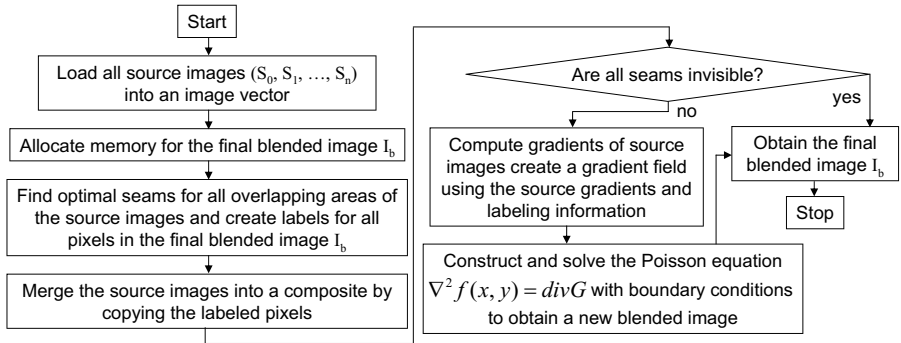 Start
Load all source images (S₀, S₁, …, Sₙ)
into an image vector
Allocate memory for the final blended image I_b
Find optimal seams for all overlapping areas of
the source images and create labels for all
pixels in the final blended image I_b
Merge the source images into a composite by
copying the labeled pixels
Are all seams invisible?
no
yes
Compute gradients of source
images create a gradient field
using the source gradients and
labeling information
Construct and solve the Poisson equation
∇² f(x, y) = divG with boundary conditions
to obtain a new blended image
Obtain the final
blended image I_b
Stop